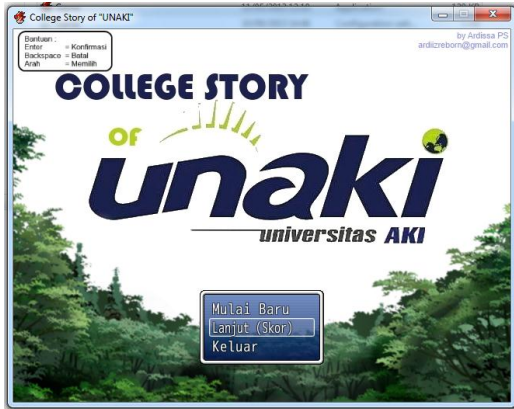 College Story of "UNAKI"
Bantuan :
Enter = Konfirmasi
Backspace = Batal
Arah = Memilih
by Ardissa PS
ardiizreborn@gmail.com
COLLEGE STORY
OF
unaki
universitas AKI
Mulai Baru
Lanjut (Skor)
Keluar